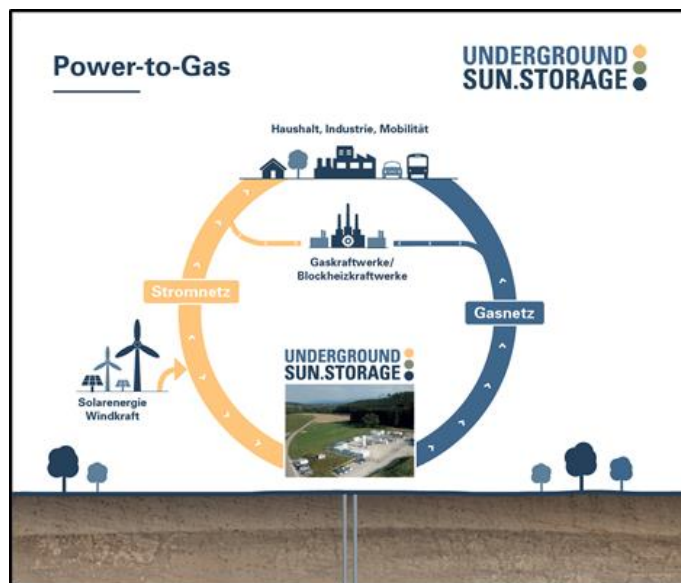 Power-to-Gas
UNDERGROUND
SUN.STORAGE
Haushalt, Industrie, Mobilität
Gaskraftwerke/
Blockheizkraftwerke
Stromnetz
Gasnetz
UNDERGROUND
SUN.STORAGE
Solarenergie
Windkraft